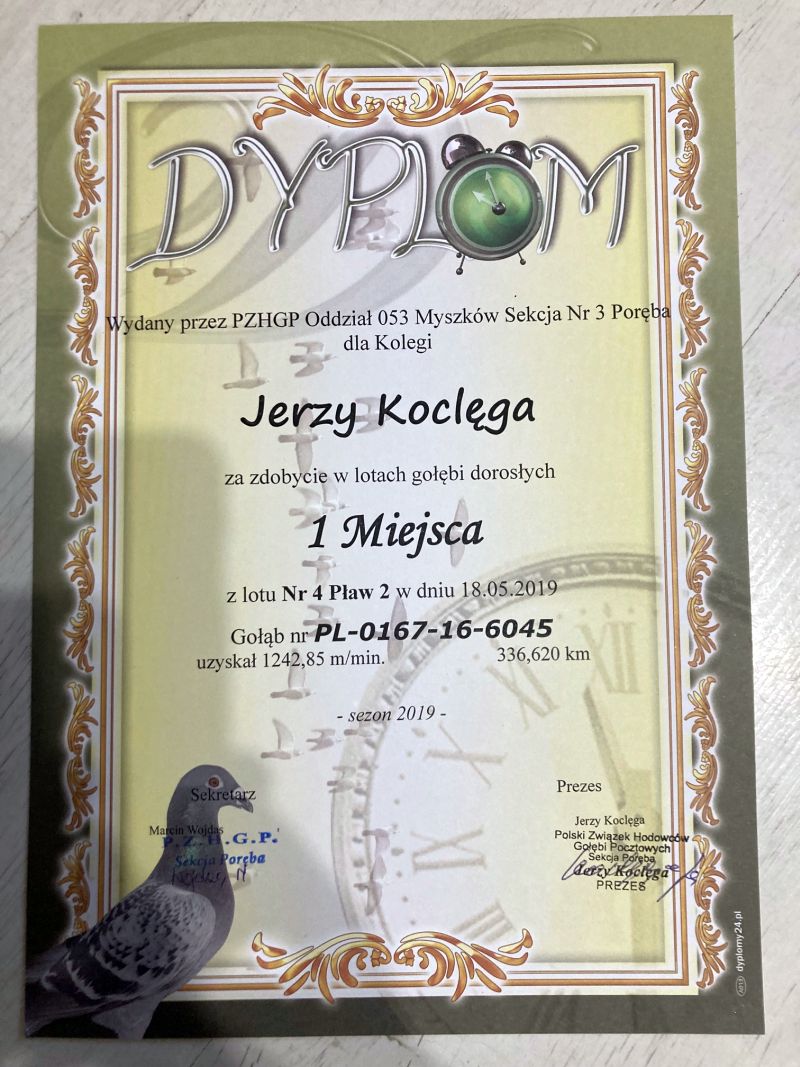 DYPLOM
Wydany przez PZHGP Oddział 053 Myszków Sekcja Nr 3 Poręba
dla Kolegi
Jerzy Koclęga
za zdobycie w lotach gołębi dorosłych
1 Miejsca
z lotu Nr 4 Pław 2 w dniu 18.05.2019
Gołąb nr PL-0167-16-6045
uzyskał 1242,85 m/min. 336,620 km
- sezon 2019 -
Sekretarz
Marcin Wojdas
P.Z.H.G.P.
Sekcja Poręba
Prezes
Jerzy Koclęga
Polski Związek Hodowców
Gołębi Pocztowych
Sekcja Poręba
Jerzy Koclęga
PREZES
dyplomy24.pl